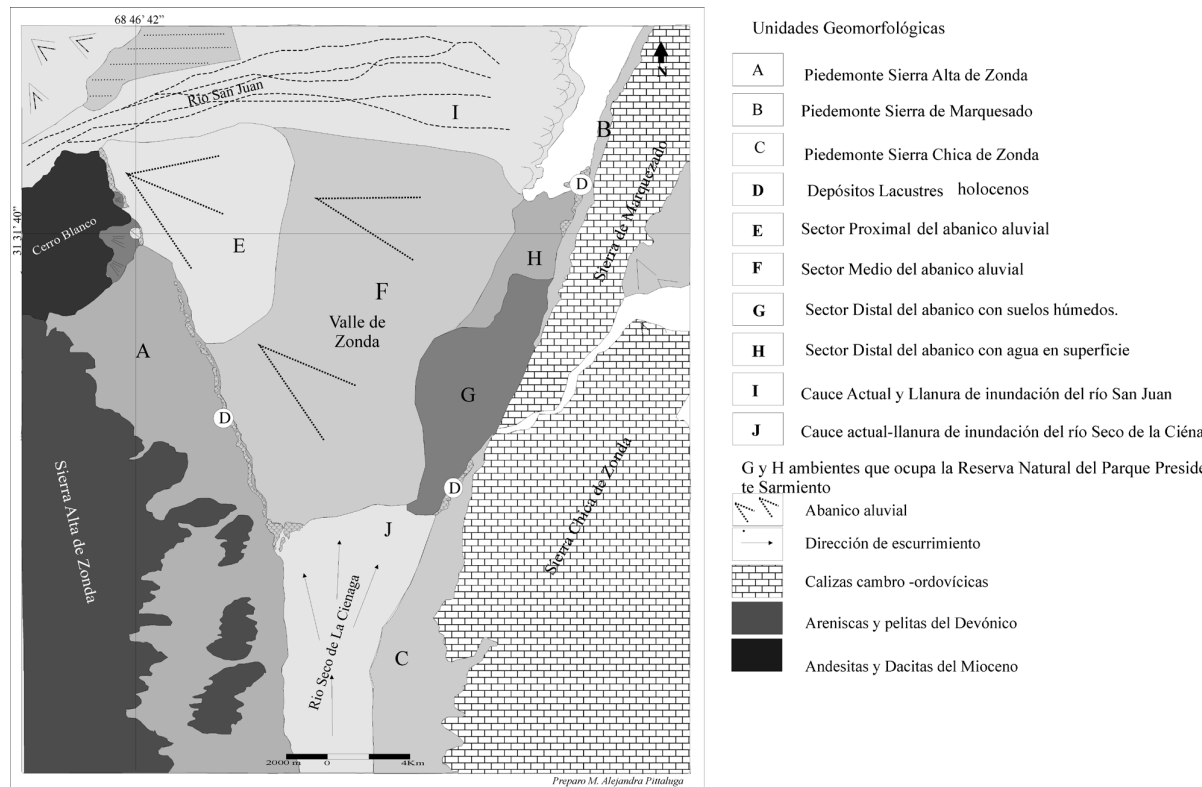 68 46’ 42’’
31 31’ 40’’
N
Río San Juan
I
B
D
Cerro Blanco
E
H
Sierra de Marquezado
F
Valle de
Zonda
A
G
D
D
Sierra Alta de Zonda
J
Sierra Chica de Zonda
Rio Seco de La Cienaga
C
2000 m 0 4Km
Preparo M. Alejandra Pittaluga
Unidades Geomorfológicas
A Piedemonte Sierra Alta de Zonda
B Piedemonte Sierra de Marquesado
C Piedemonte Sierra Chica de Zonda
D Depósitos Lacustres holocenos
E Sector Proximal del abanico aluvial
F Sector Medio del abanico aluvial
G Sector Distal del abanico con suelos húmedos.
H Sector Distal del abanico con agua en superficie
I Cauce Actual y Llanura de inundación del río San Juan
J Cauce actual-llanura de inundación del río Seco de la Ciéna
G y H ambientes que ocupa la Reserva Natural del Parque Preside
te Sarmiento
Abanico aluvial
Dirección de escurrimiento
Calizas cambro -ordovícicas
Areniscas y pelitas del Devónico
Andesitas y Dacitas del Mioceno